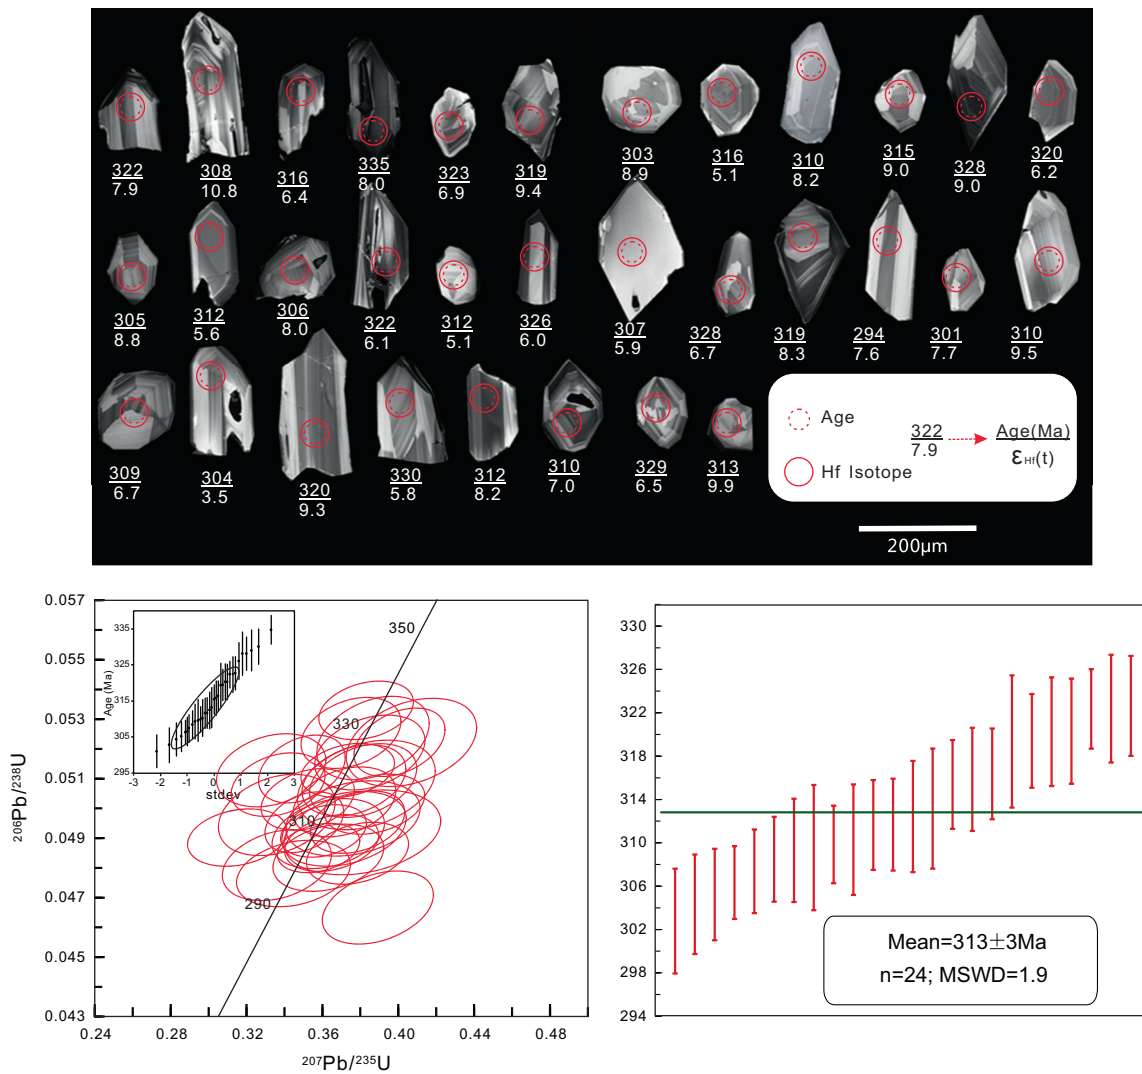 322 308 316 335 323 319 303 316 310 315 328 320
7.9 10.8 6.4 8.0 6.9 9.4 8.9 5.1 8.2 9.0 9.0 6.2
305 312 306 322 312 326 307 328 319 294 301 310
8.8 5.6 8.0 6.1 5.1 6.0 5.9 6.7 8.3 7.6 7.7 9.5
309 304 320 330 312 310 329 313
6.7 3.5 9.3 5.8 8.2 7.0 6.5 9.9
Age
Hf Isotope
322
7.9
Age(Ma)
εHf(t)
200μm
0.057
0.055
0.053
0.051
0.049
0.047
0.045
0.043
206Pb/238U
0.24 0.28 0.32 0.36 0.40 0.44 0.48
207Pb/235U
350
330
310
290
335
325
315
305
295
Age (Ma)
-3 -2 -1 0 1 2 3
stdev
330
326
322
318
314
310
306
302
298
294
Mean=313±3Ma
n=24; MSWD=1.9